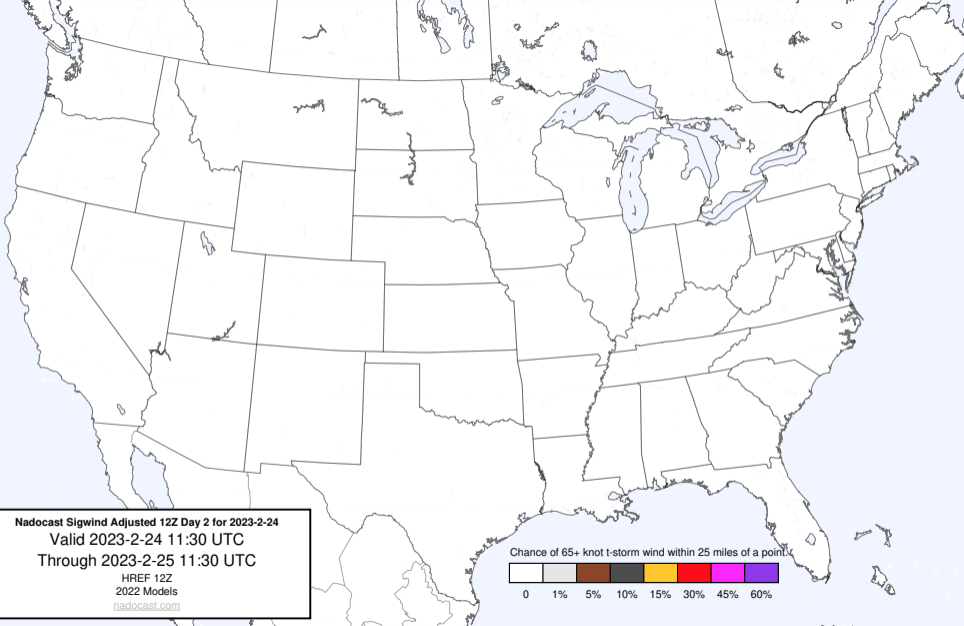 Nadocast Sigwind Adjusted 12Z Day 2 for 2023-2-24
Valid 2023-2-24 11:30 UTC
Through 2023-2-25 11:30 UTC
HREF 12Z
2022 Models
nadocast.com
Chance of 65+ knot t-storm wind within 25 miles of a point.
0 1% 5% 10% 15% 30% 45% 60%